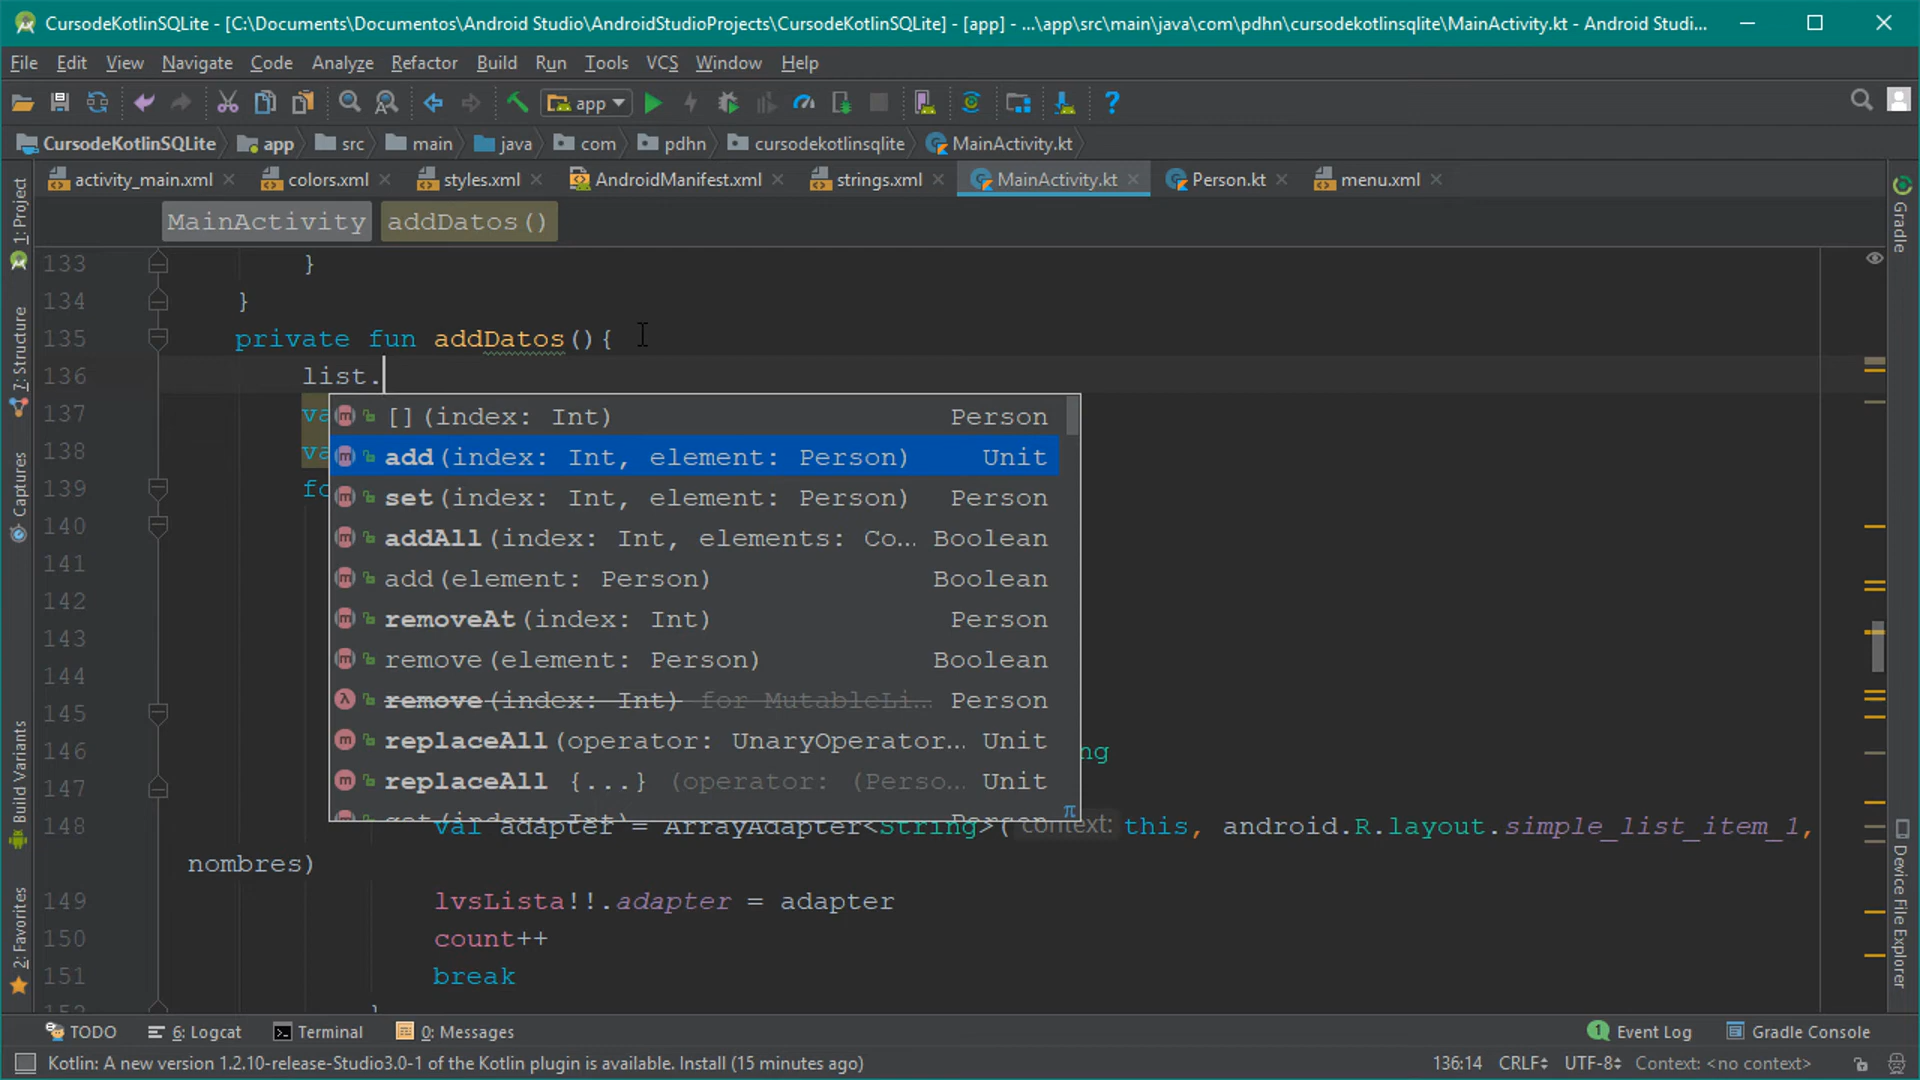 CursodeKotlinSQLite - [C:\Documents\Documentos\Android Studio\AndroidStudioProjects\CursodeKotlinSQLite] - [app] - ...\app\src\main\java\com\pdhn\cursodekotlinsqlite\MainActivity.kt - Android Studi...
File Edit View Navigate Code Analyze Refactor Build Run Tools VCS Window Help
app
CursodeKotlinSQLite app src main java com pdhn cursodekotlinsqlite MainActivity.kt
activity_main.xml colors.xml styles.xml AndroidManifest.xml strings.xml MainActivity.kt Person.kt menu.xml
1: Project
7: Structure
Captures
Build Variants
2: Favorites
MainActivity addDatos()
133 }
134 }
135 private fun addDatos(){
136 list.
137 va
138 va
139 fo
140
141
142
143
144
145
146 ng
147
148 val adapter = ArrayAdapter<String>( context: this, android.R.layout.simple_list_item_1,
nombres)
149 lvsLista!!.adapter = adapter
150 count++
151 break
[](index: Int) Person
add(index: Int, element: Person) Unit
set(index: Int, element: Person) Person
addAll(index: Int, elements: Co... Boolean
add(element: Person) Boolean
removeAt(index: Int) Person
remove(element: Person) Boolean
remove(index: Int) for MutableLi... Person
replaceAll(operator: UnaryOperator... Unit
replaceAll {...} (operator: (Perso... Unit
π
Gradle
Device File Explorer
TODO 6: Logcat Terminal 0: Messages 1 Event Log Gradle Console
Kotlin: A new version 1.2.10-release-Studio3.0-1 of the Kotlin plugin is available. Install (15 minutes ago) 136:14 CRLF UTF-8 Context: <no context>